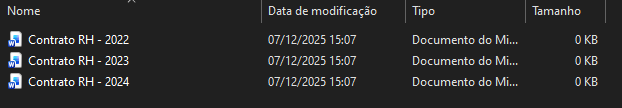 Nome Data de modificação Tipo Tamanho
Contrato RH - 2022 07/12/2025 15:07 Documento do Mi... 0 KB
Contrato RH - 2023 07/12/2025 15:07 Documento do Mi... 0 KB
Contrato RH - 2024 07/12/2025 15:07 Documento do Mi... 0 KB